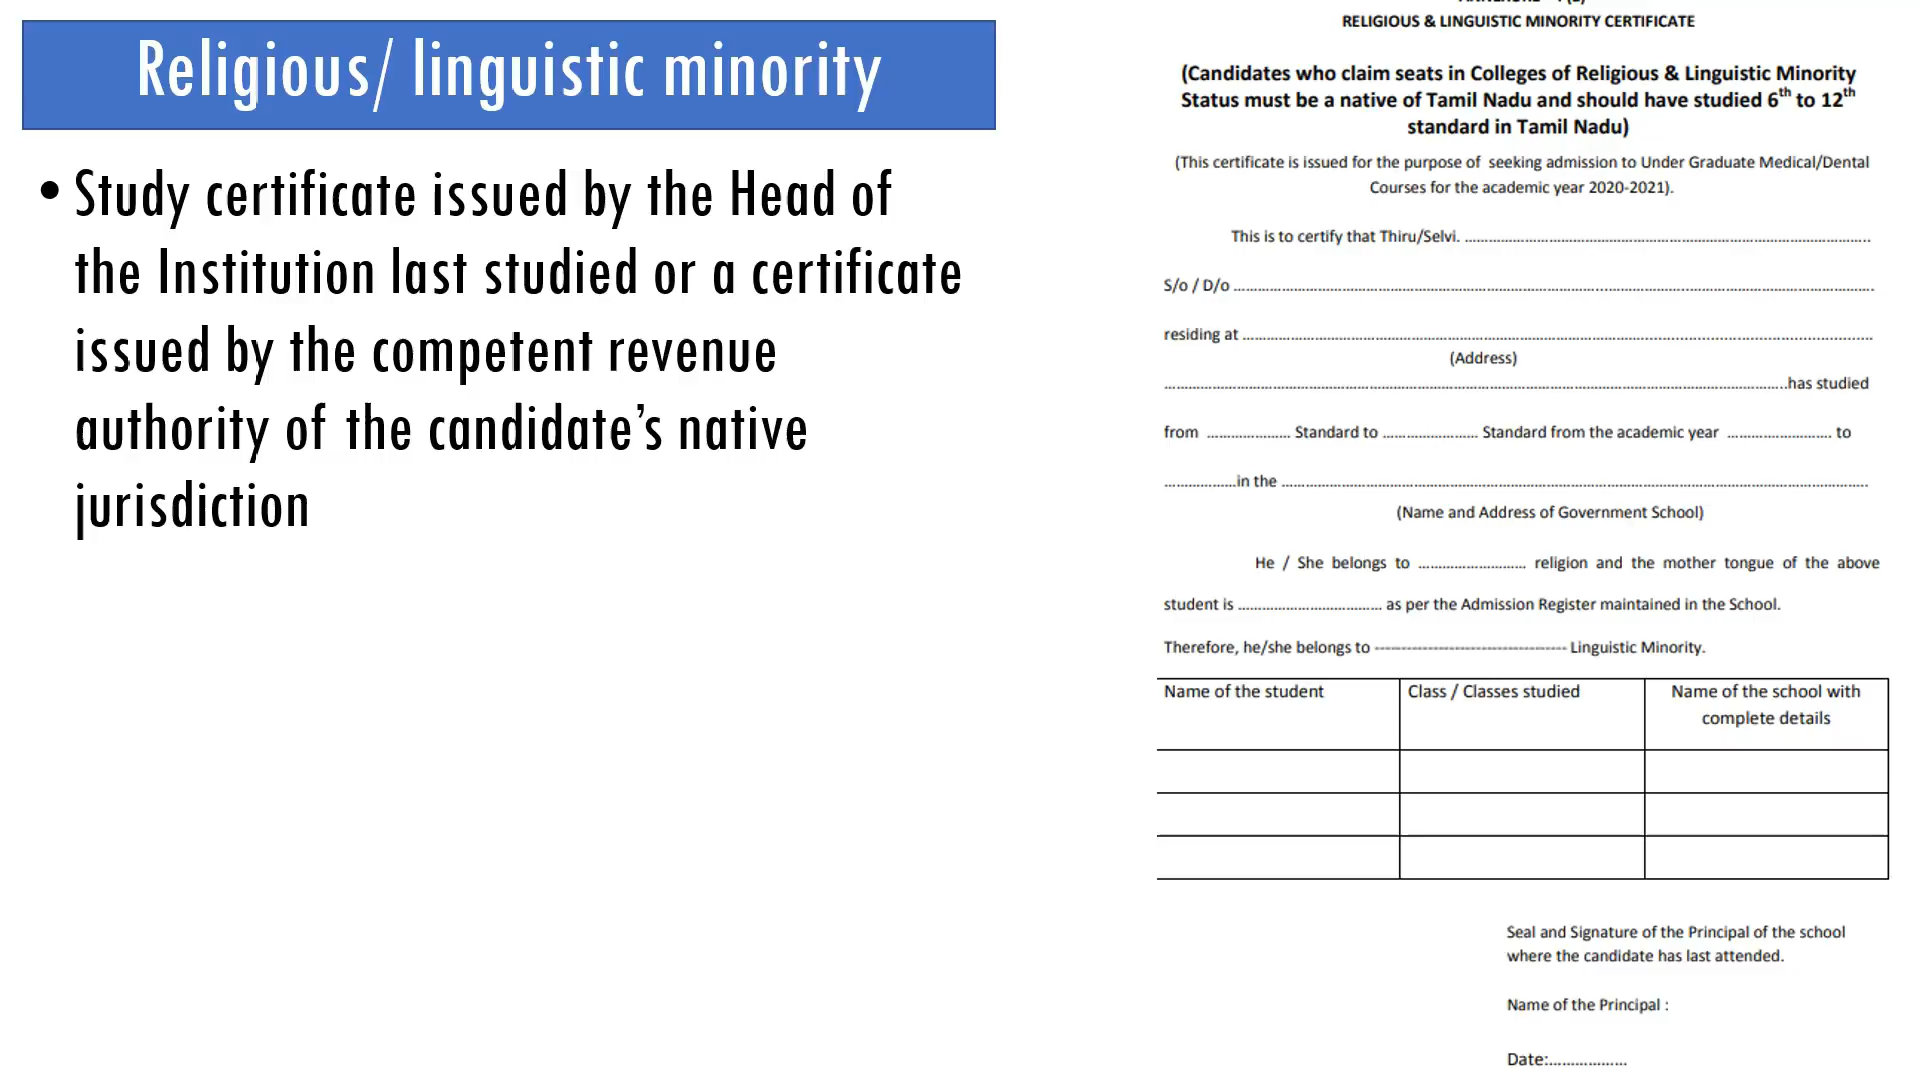 Religious/ linguistic minority
• Study certificate issued by the Head of
the Institution last studied or a certificate
issued by the competent revenue
authority of the candidate’s native
jurisdiction
RELIGIOUS & LINGUISTIC MINORITY CERTIFICATE
(Candidates who claim seats in Colleges of Religious & Linguistic Minority
Status must be a native of Tamil Nadu and should have studied 6th to 12th
standard in Tamil Nadu)
(This certificate is issued for the purpose of seeking admission to Under Graduate Medical/Dental
Courses for the academic year 2020-2021).
This is to certify that Thiru/Selvi. ........................................................
S/o / D/o ........................................................
residing at ........................................................
(Address)
........................................................has studied
from ..................... Standard to ........................ Standard from the academic year .......................... to
..................in the ........................................................
(Name and Address of Government School)
He / She belongs to ........................... religion and the mother tongue of the above
student is .................................... as per the Admission Register maintained in the School.
Therefore, he/she belongs to ------------------------------------- Linguistic Minority.
Name of the student Class / Classes studied Name of the school with
complete details
Seal and Signature of the Principal of the school
where the candidate has last attended.
Name of the Principal :
Date:....................